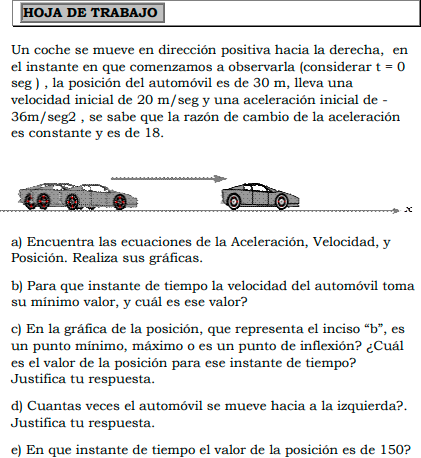 HOJA DE TRABAJO
Un coche se mueve en dirección positiva hacia la derecha, en
el instante en que comenzamos a observarla (considerar t = 0
seg ) , la posición del automóvil es de 30 m, lleva una
velocidad inicial de 20 m/seg y una aceleración inicial de -
36m/seg2 , se sabe que la razón de cambio de la aceleración
es constante y es de 18.
x
a) Encuentra las ecuaciones de la Aceleración, Velocidad, y
Posición. Realiza sus gráficas.
b) Para que instante de tiempo la velocidad del automóvil toma
su mínimo valor, y cuál es ese valor?
c) En la gráfica de la posición, que representa el inciso “b”, es
un punto mínimo, máximo o es un punto de inflexión? ¿Cuál
es el valor de la posición para ese instante de tiempo?
Justifica tu respuesta.
d) Cuantas veces el automóvil se mueve hacia a la izquierda?.
Justifica tu respuesta.
e) En que instante de tiempo el valor de la posición es de 150?